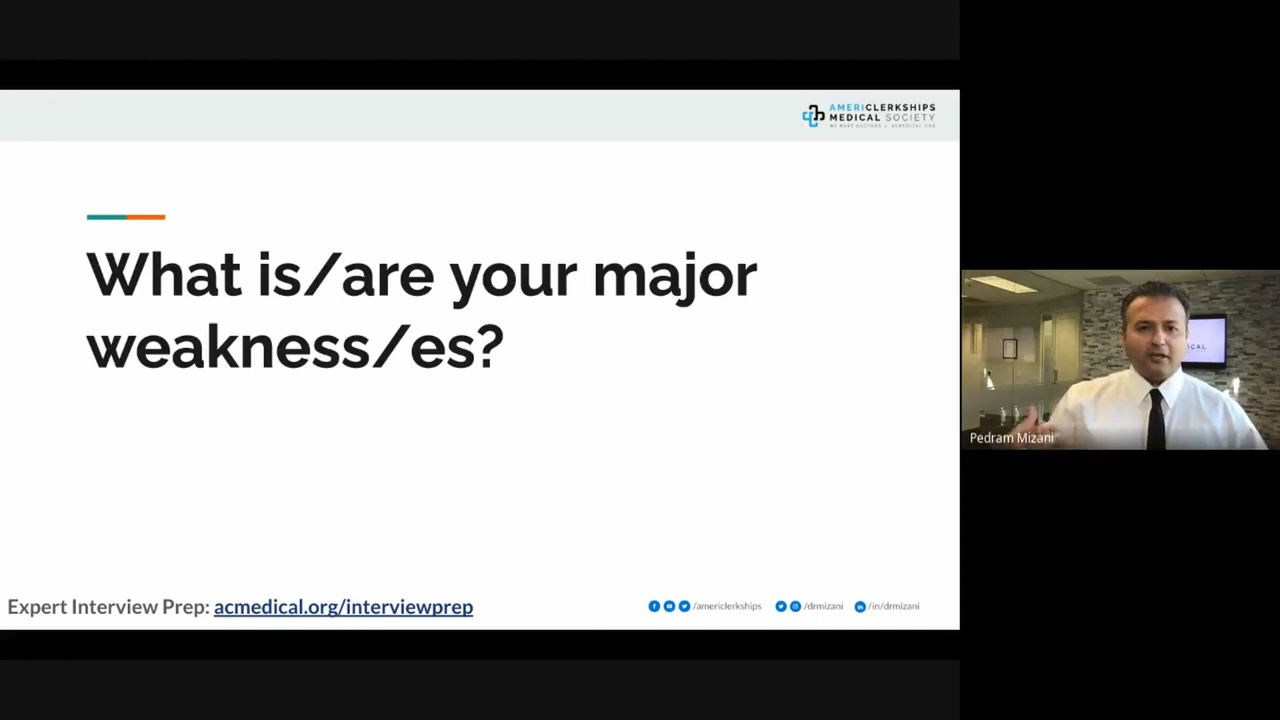 AMERICLERKSHIPS
MEDICAL SOCIETY
What is/are your major
weakness/es?
ICAL
Pedram Mizani
Expert Interview Prep: acmedical.org/interviewprep
/americlerkships /drmizani /in/drmizani